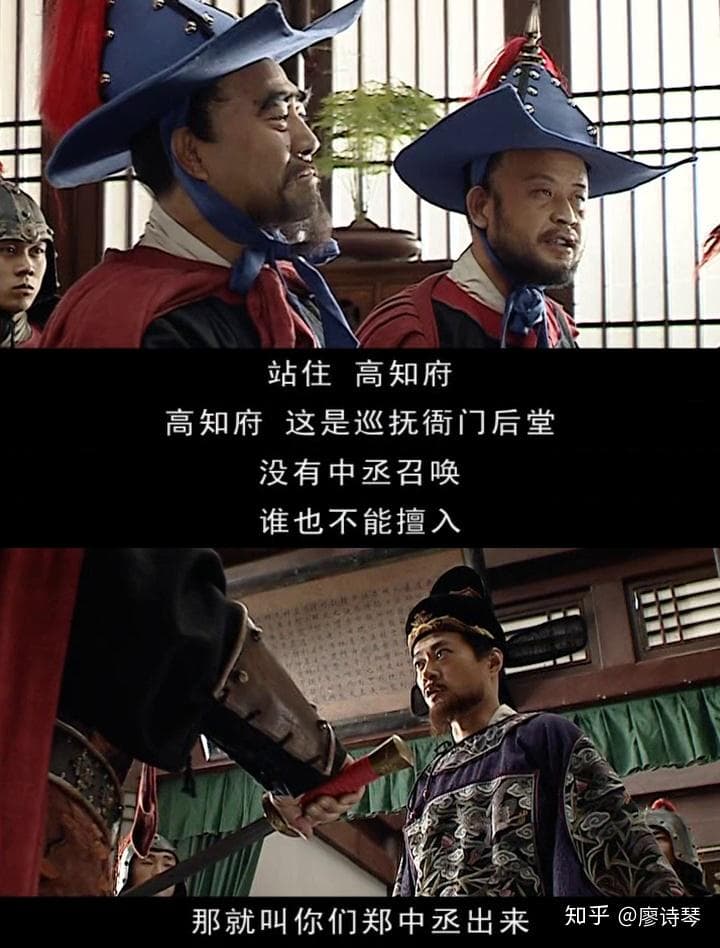 站住 高知府
高知府 这是巡抚衙门后堂
没有中丞召唤
谁也不能擅入
那就叫你们郑中丞出来
知乎 @廖诗琴